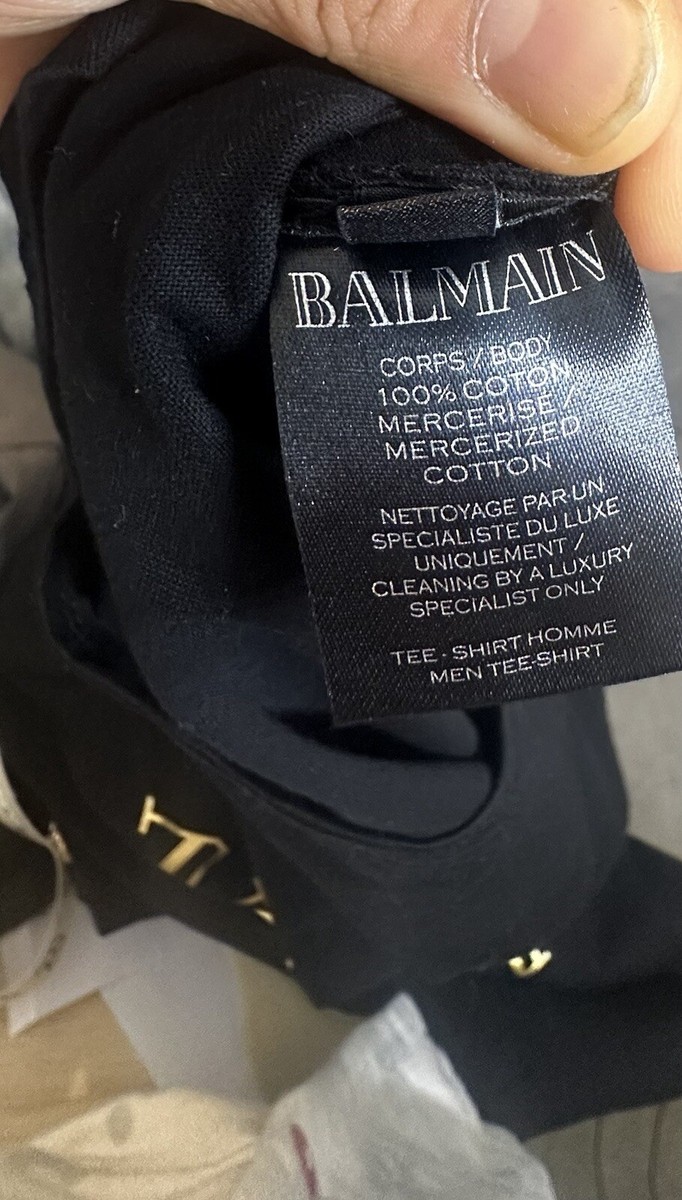 BALMAIN
CORPS / BODY
100% COTON
MERCERISE /
MERCERIZED
COTTON
NETTOYAGE PAR UN
SPECIALISTE DU LUXE
UNIQUEMENT /
CLEANING BY A LUXURY
SPECIALIST ONLY
TEE-SHIRT HOMME
MEN TEE-SHIRT